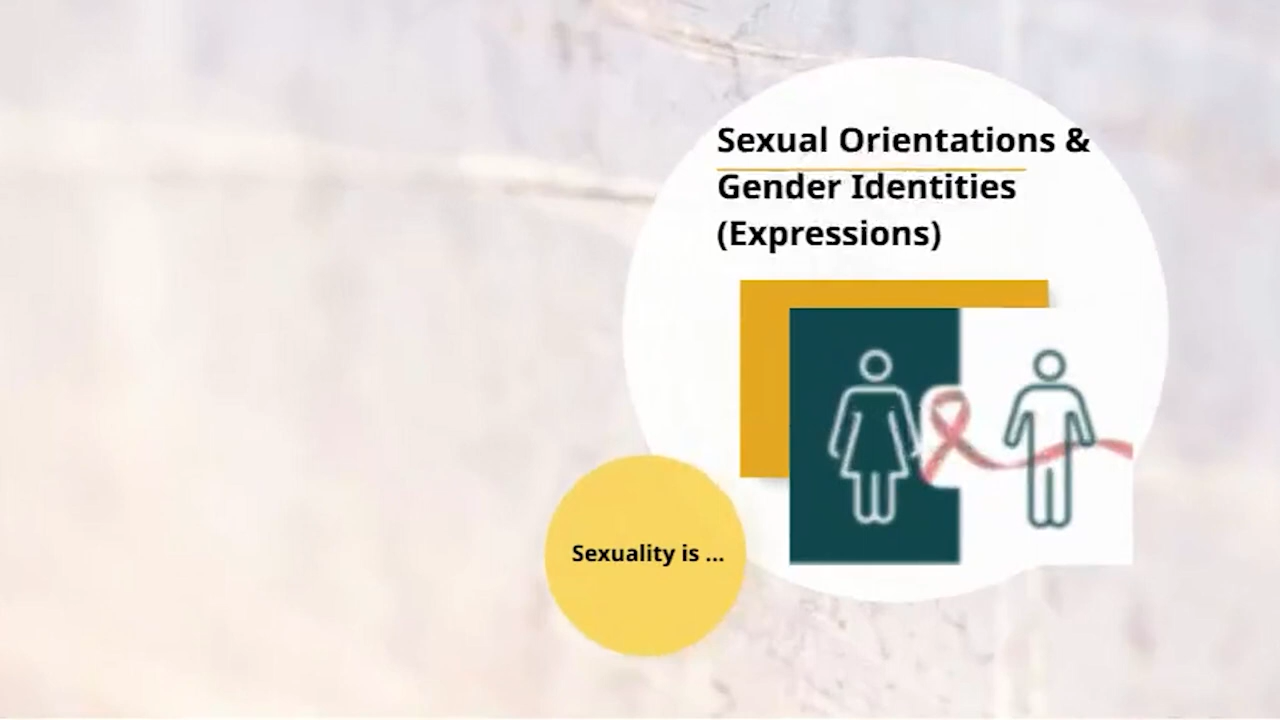 Sexual Orientations &
Gender Identities
(Expressions)
Sexuality is ...